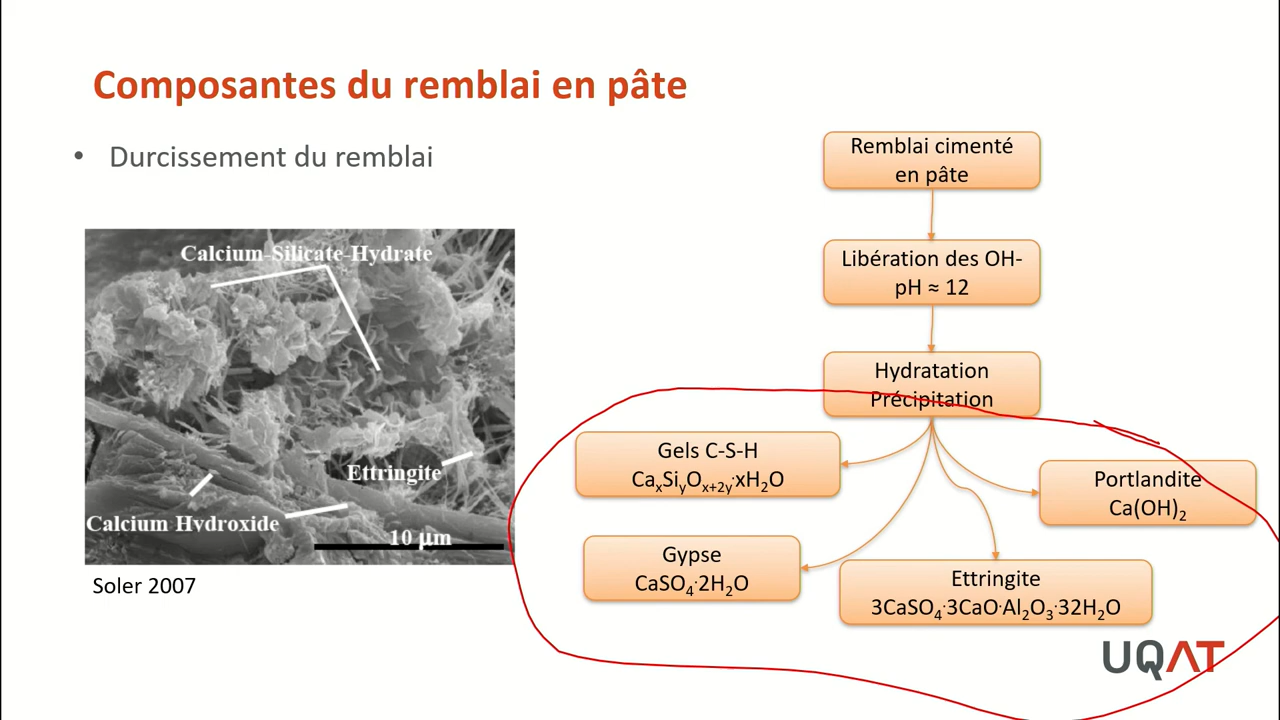 Composantes du remblai en pâte
• Durcissement du remblai
Calcium-Silicate-Hydrate
Ettringite
Calcium Hydroxide
10 µm
Soler 2007
Remblai cimenté
en pâte
Libération des OH-
pH ≈ 12
Hydratation
Précipitation
Gels C-S-H
CaₓSiᵧOₓ₊₂ᵧ·xH₂O
Portlandite
Ca(OH)₂
Gypse
CaSO₄·2H₂O
Ettringite
3CaSO₄·3CaO·Al₂O₃·32H₂O
UQAT